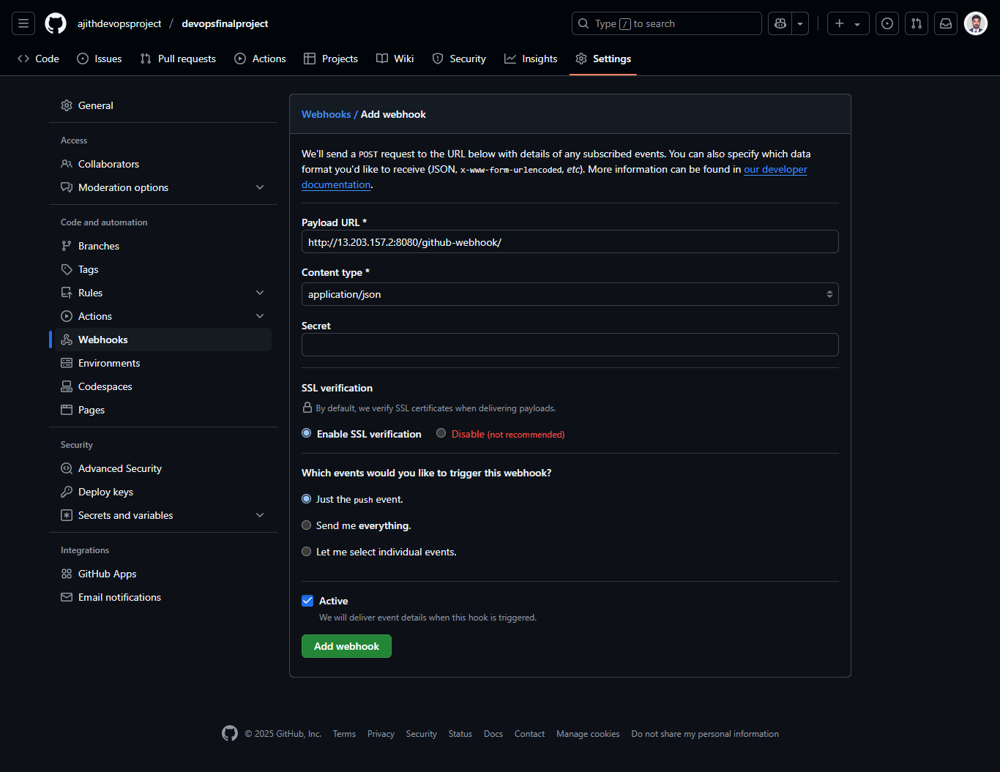 ajithdevopsproject / devopsfinalproject
Type / to search
Code Issues Pull requests Actions Projects Wiki Security Insights Settings
General
Access
Collaborators
Moderation options
Code and automation
Branches
Tags
Rules
Actions
Webhooks
Environments
Codespaces
Pages
Security
Advanced Security
Deploy keys
Secrets and variables
Integrations
GitHub Apps
Email notifications
Webhooks / Add webhook
We'll send a POST request to the URL below with details of any subscribed events. You can also specify which data
format you'd like to receive (JSON, x-www-form-urlencoded, etc). More information can be found in our developer
documentation.
Payload URL *
http://13.203.157.2:8080/github-webhook/
Content type *
application/json
Secret
SSL verification
By default, we verify SSL certificates when delivering payloads.
Enable SSL verification Disable (not recommended)
Which events would you like to trigger this webhook?
Just the push event.
Send me everything.
Let me select individual events.
Active
We will deliver event details when this hook is triggered.
Add webhook
© 2025 GitHub, Inc. Terms Privacy Security Status Docs Contact Manage cookies Do not share my personal information